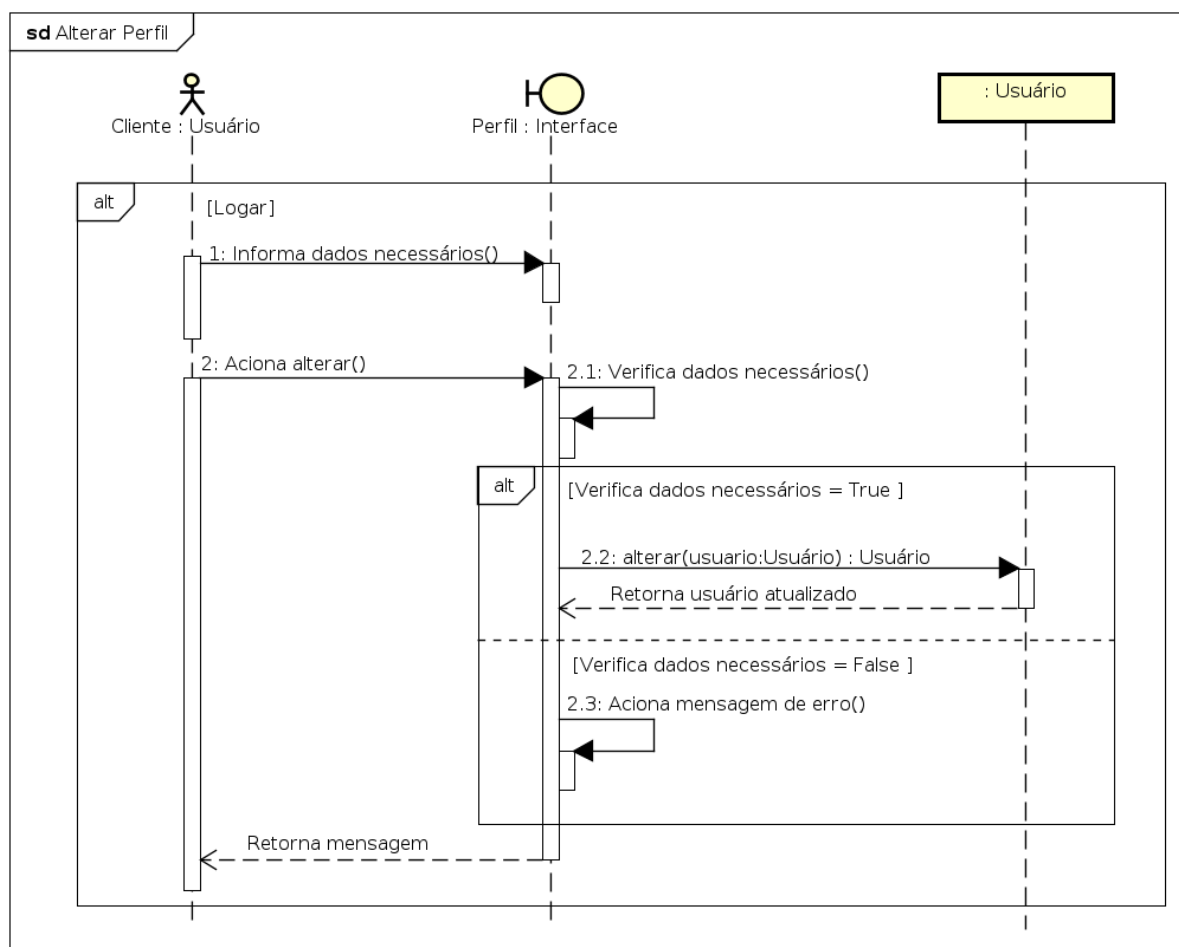 sd Alterar Perfil
Cliente : Usuário
Perfil : Interface
: Usuário
alt
[Logar]
1: Informa dados necessários()
2: Aciona alterar()
2.1: Verifica dados necessários()
alt
[Verifica dados necessários = True ]
2.2: alterar(usuario:Usuário) : Usuário
Retorna usuário atualizado
[Verifica dados necessários = False ]
2.3: Aciona mensagem de erro()
Retorna mensagem